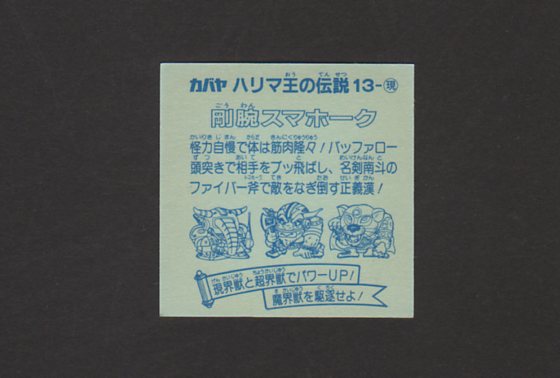 カバヤ ハリマ王の伝説 13-現
剛腕スマホーク
怪力自慢で体は筋肉隆々！バッファロー
頭突きで相手をブッ飛ばし、名剣南斗の
ファイバー斧で敵をなぎ倒す正義漢！
現界獣と超界獣でパワーUP！
魔界獣を駆逐せよ！